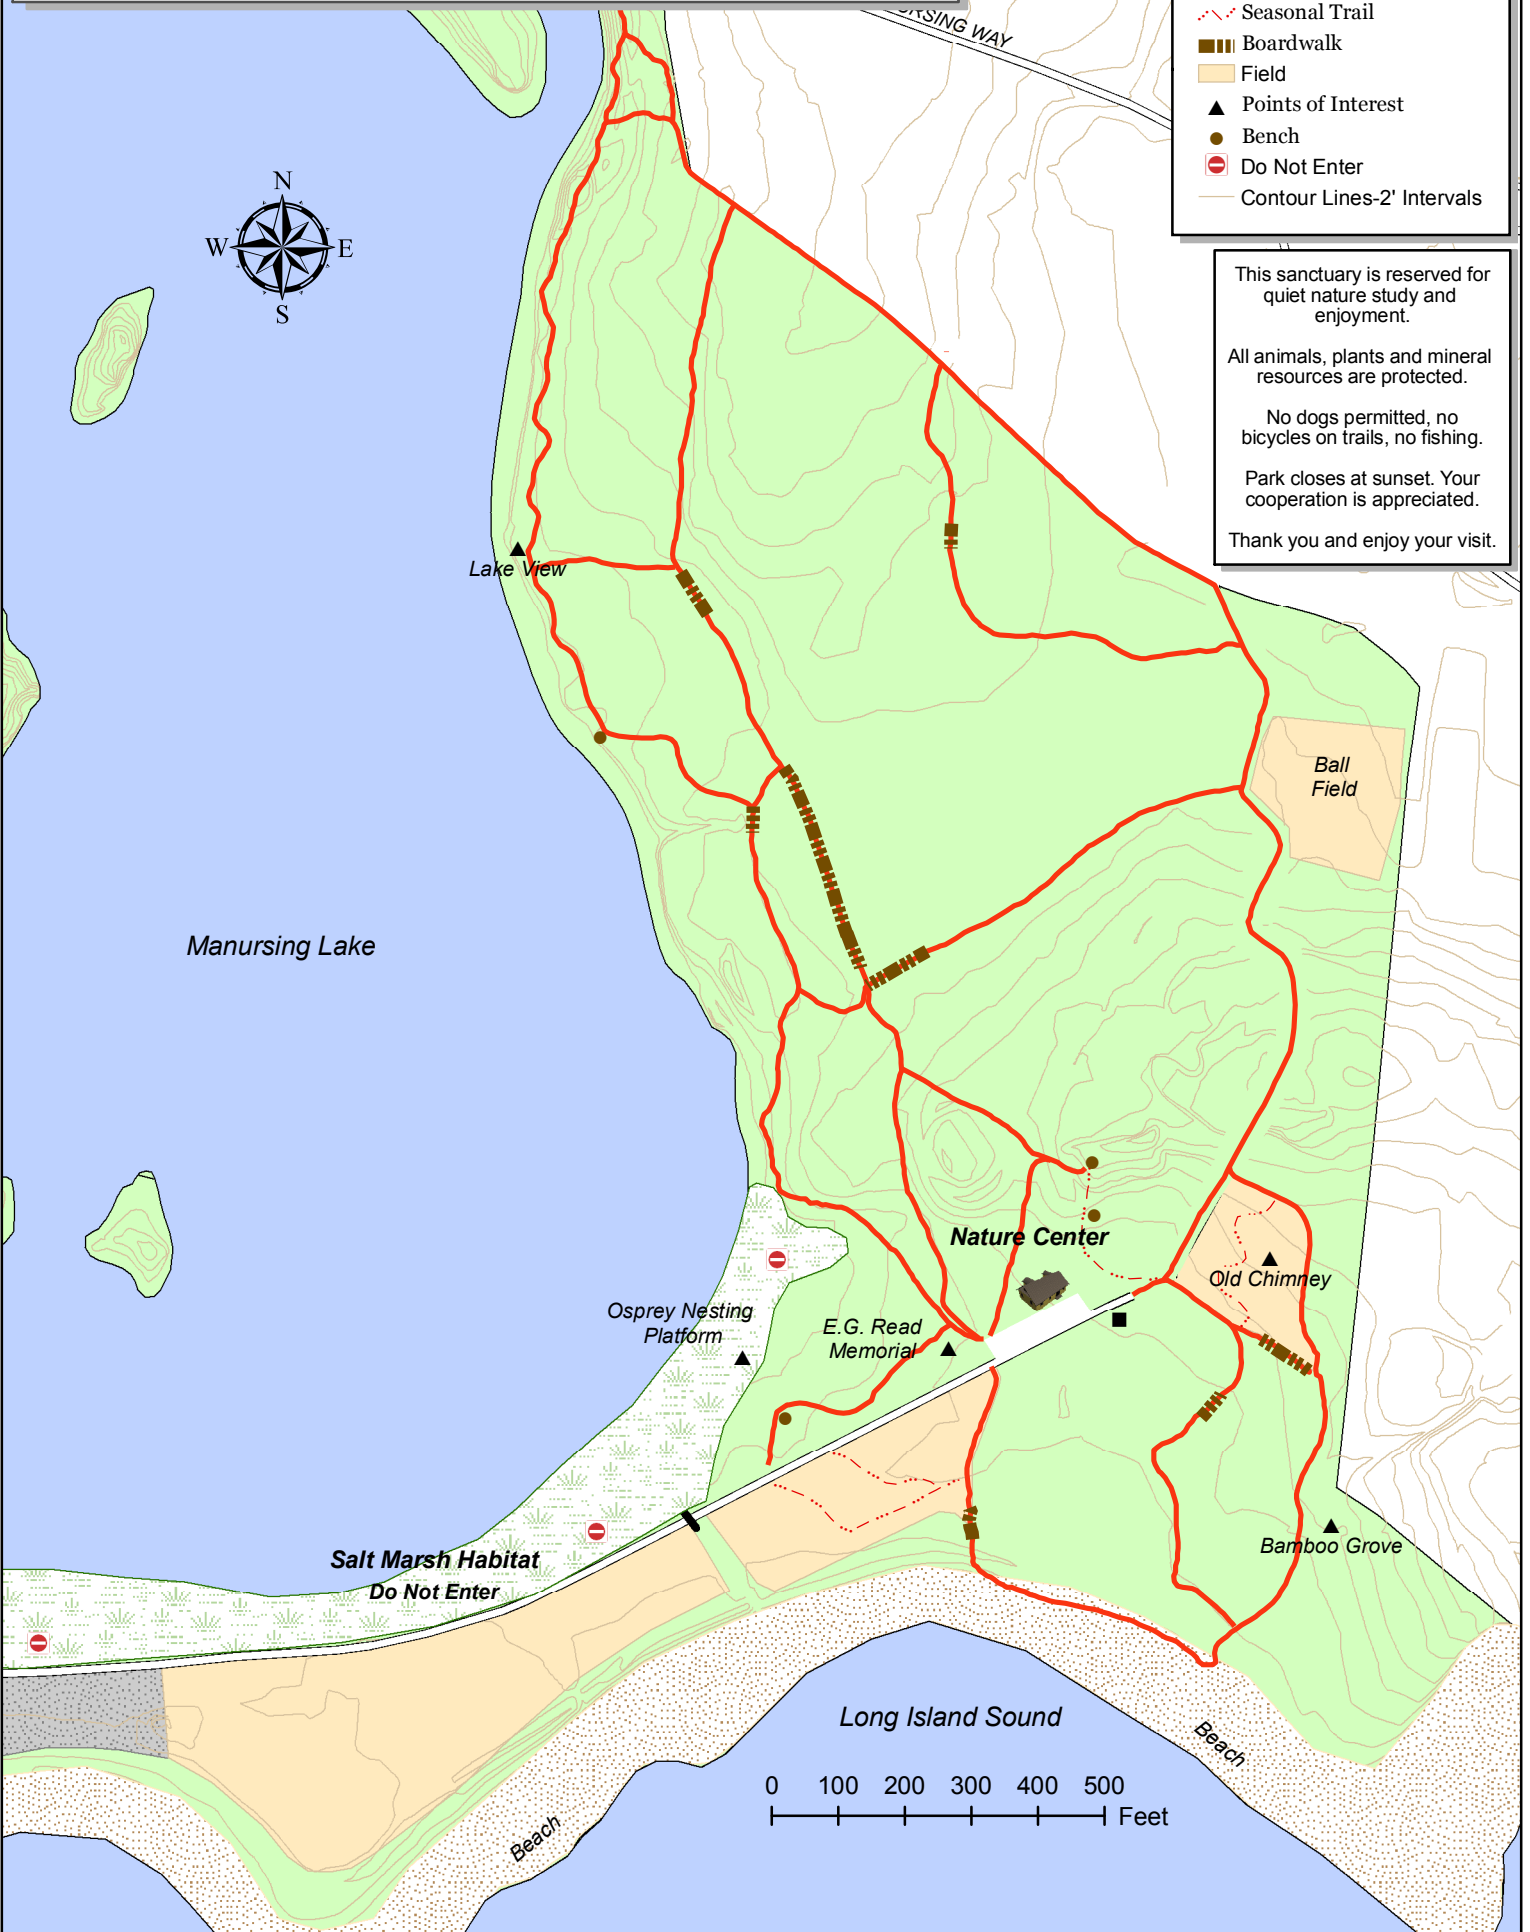 URSING WAY
Seasonal Trail
Boardwalk
Field
Points of Interest
Bench
Do Not Enter
Contour Lines-2' Intervals
N
W E
S
This sanctuary is reserved for
quiet nature study and
enjoyment.
All animals, plants and mineral
resources are protected.
No dogs permitted, no
bicycles on trails, no fishing.
Park closes at sunset. Your
cooperation is appreciated.
Thank you and enjoy your visit.
Lake View
Ball
Field
Manursing Lake
Nature Center
Old Chimney
Osprey Nesting
Platform
E.G. Read
Memorial
Bamboo Grove
Salt Marsh Habitat
Do Not Enter
Long Island Sound
Beach
Beach
0 100 200 300 400 500
Feet